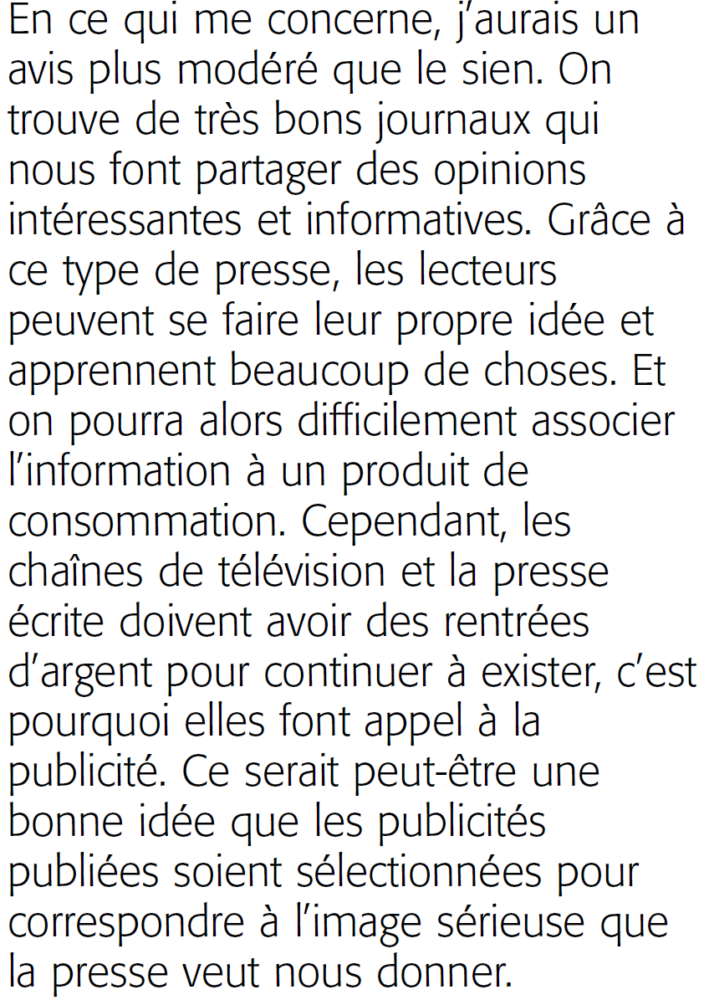 En ce qui me concerne, j’aurais un
avis plus modéré que le sien. On
trouve de très bons journaux qui
nous font partager des opinions
intéressantes et informatives. Grâce à
ce type de presse, les lecteurs
peuvent se faire leur propre idée et
apprennent beaucoup de choses. Et
on pourra alors difficilement associer
l’information à un produit de
consommation. Cependant, les
chaînes de télévision et la presse
écrite doivent avoir des rentrées
d’argent pour continuer à exister, c’est
pourquoi elles font appel à la
publicité. Ce serait peut-être une
bonne idée que les publicités
publiées soient sélectionnées pour
correspondre à l’image sérieuse que
la presse veut nous donner.